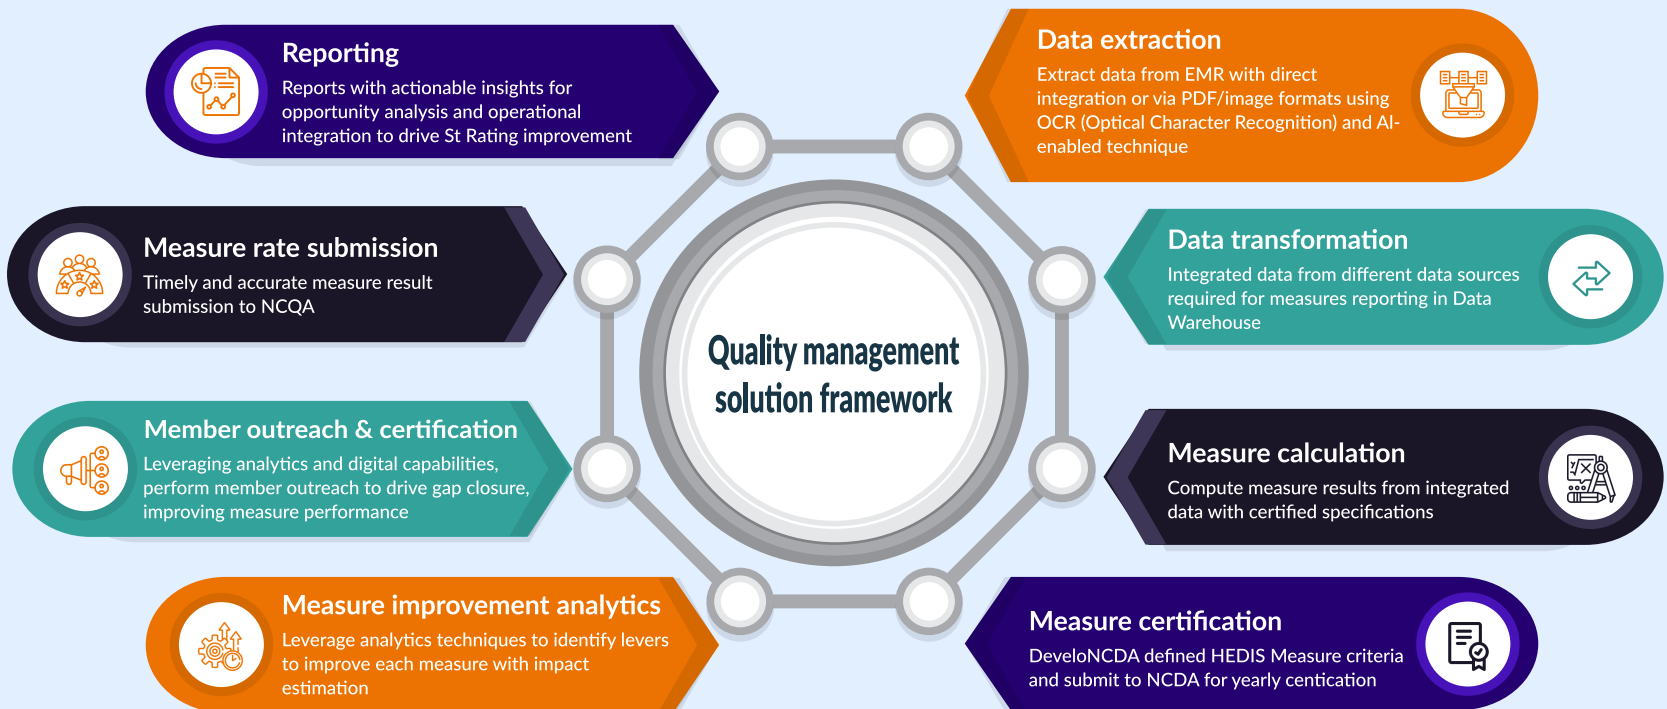 Reporting
Reports with actionable insights for
opportunity analysis and operational
integration to drive St Rating improvement
Data extraction
Extract data from EMR with direct
integration or via PDF/image formats using
OCR (Optical Character Recognition) and AI-
enabled technique
Measure rate submission
Timely and accurate measure result
submission to NCQA
Data transformation
Integrated data from different data sources
required for measures reporting in Data
Warehouse
Quality management
solution framework
Member outreach & certification
Leveraging analytics and digital capabilities,
perform member outreach to drive gap closure,
improving measure performance
Measure calculation
Compute measure results from integrated
data with certified specifications
Measure improvement analytics
Leverage analytics techniques to identify levers
to improve each measure with impact
estimation
Measure certification
DeveloNCDA defined HEDIS Measure criteria
and submit to NCDA for yearly centication